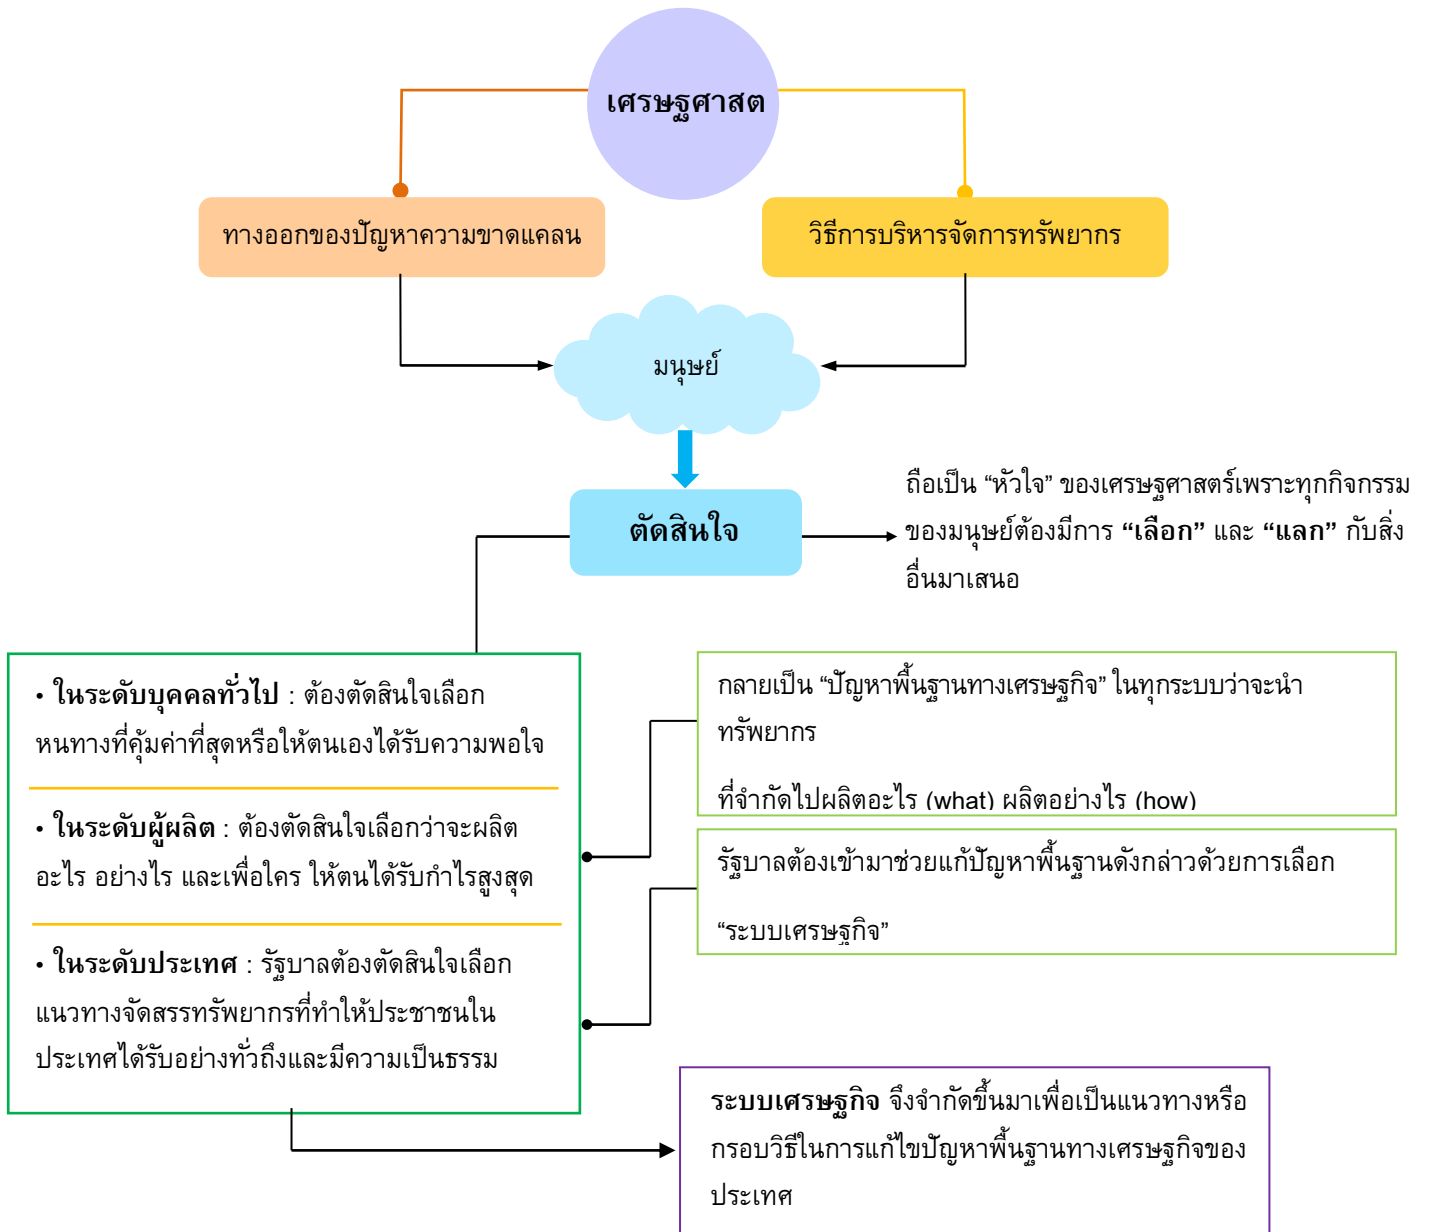 เศรษฐศาสต
ทางออกของปัญหาความขาดแคลน
วิธีการบริหารจัดการทรัพยากร
มนุษย์
ตัดสินใจ
ถือเป็น “หัวใจ” ของเศรษฐศาสตร์เพราะทุกกิจกรรม
ของมนุษย์ต้องมีการ “เลือก” และ “แลก” กับสิ่ง
อื่นมาเสนอ
• ในระดับบุคคลทั่วไป : ต้องตัดสินใจเลือก
หนทางที่คุ้มค่าที่สุดหรือให้ตนเองได้รับความพอใจ
• ในระดับผู้ผลิต : ต้องตัดสินใจเลือกว่าจะผลิต
อะไร อย่างไร และเพื่อใคร ให้ตนได้รับกำไรสูงสุด
• ในระดับประเทศ : รัฐบาลต้องตัดสินใจเลือก
แนวทางจัดสรรทรัพยากรที่ทำให้ประชาชนใน
ประเทศได้รับอย่างทั่วถึงและมีความเป็นธรรม
กลายเป็น “ปัญหาพื้นฐานทางเศรษฐกิจ” ในทุกระบบว่าจะนำ
ทรัพยากร
ที่จำกัดไปผลิตอะไร (what) ผลิตอย่างไร (how)
รัฐบาลต้องเข้ามาช่วยแก้ปัญหาพื้นฐานดังกล่าวด้วยการเลือก
“ระบบเศรษฐกิจ”
ระบบเศรษฐกิจ จึงจำกัดขึ้นมาเพื่อเป็นแนวทางหรือ
กรอบวิธีในการแก้ไขปัญหาพื้นฐานทางเศรษฐกิจของ
ประเทศ